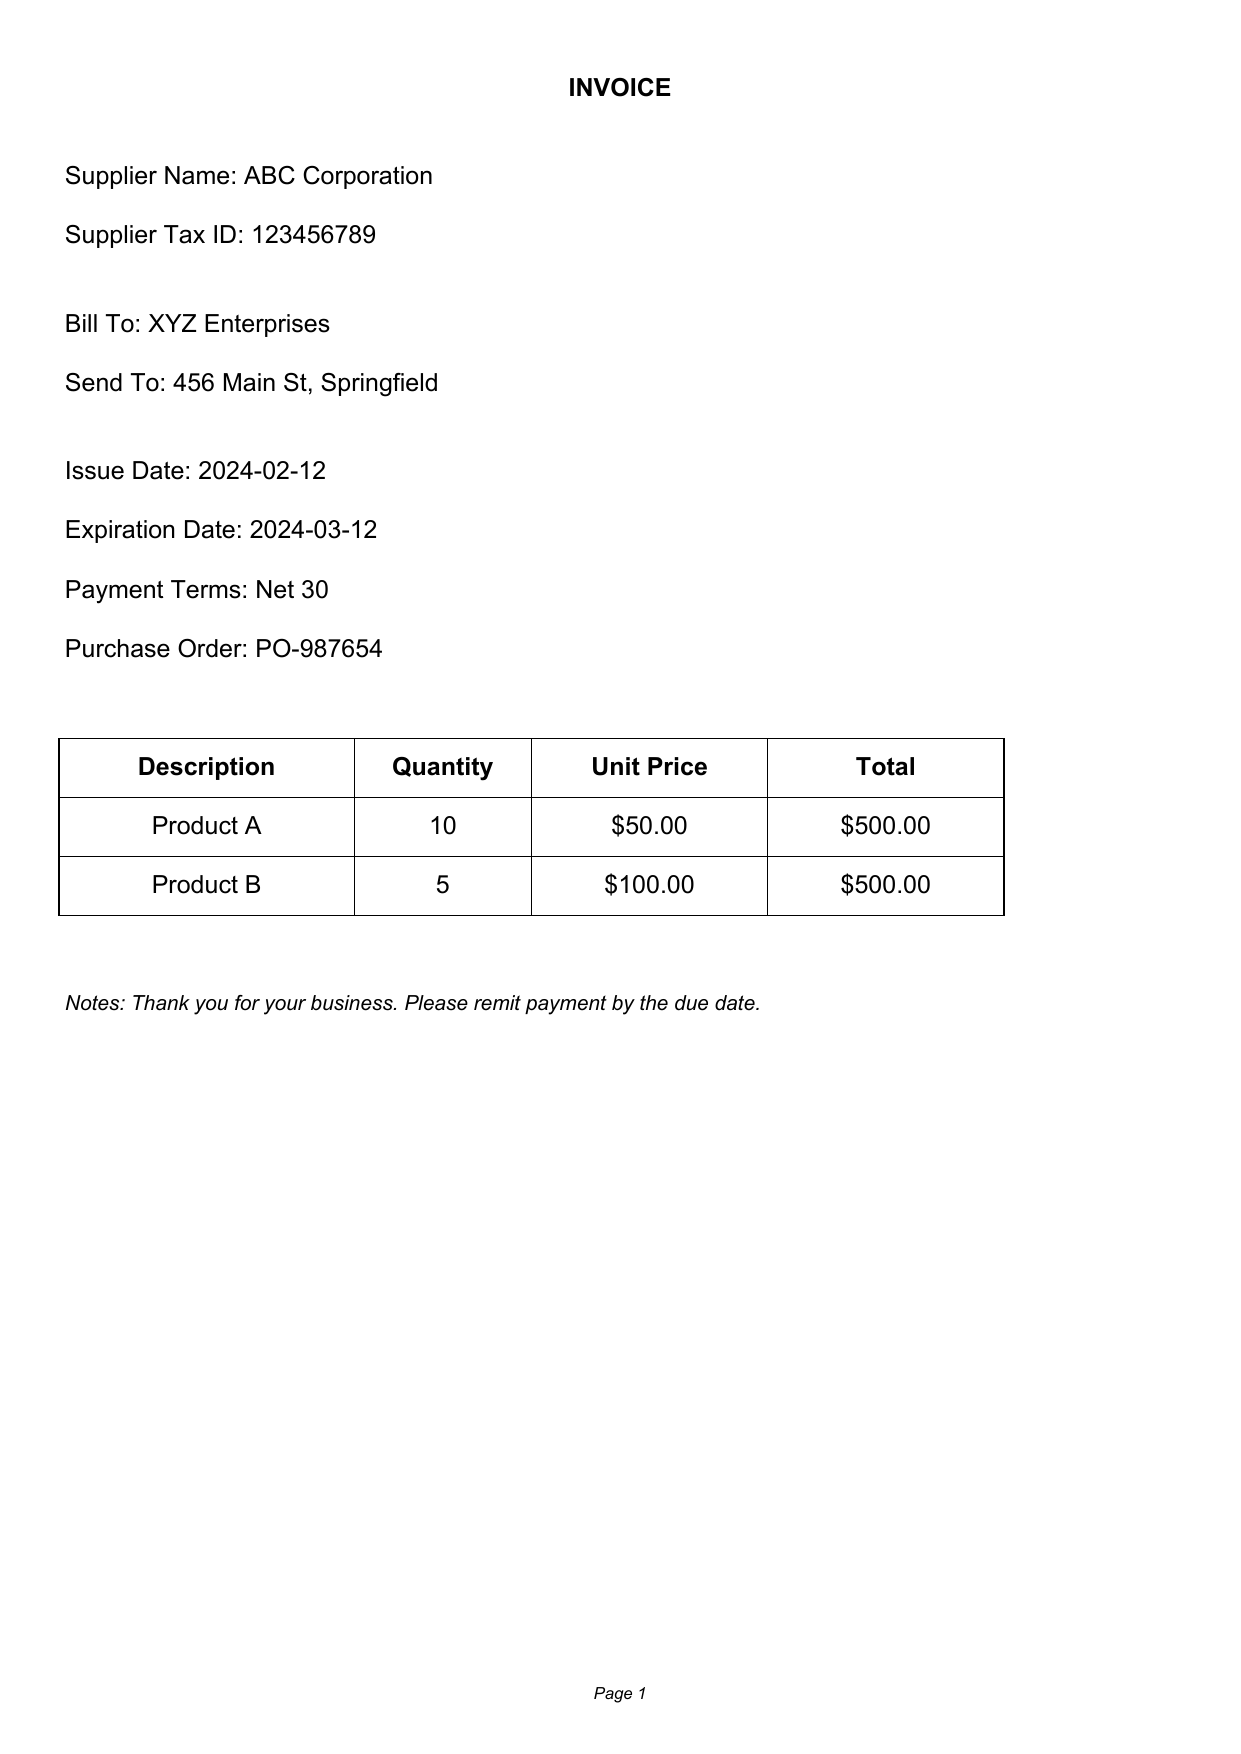 INVOICE
Supplier Name: ABC Corporation
Supplier Tax ID: 123456789
Bill To: XYZ Enterprises
Send To: 456 Main St, Springfield
Issue Date: 2024-02-12
Expiration Date: 2024-03-12
Payment Terms: Net 30
Purchase Order: PO-987654
Description Quantity Unit Price Total
Product A 10 $50.00 $500.00
Product B 5 $100.00 $500.00
Notes: Thank you for your business. Please remit payment by the due date.
Page 1